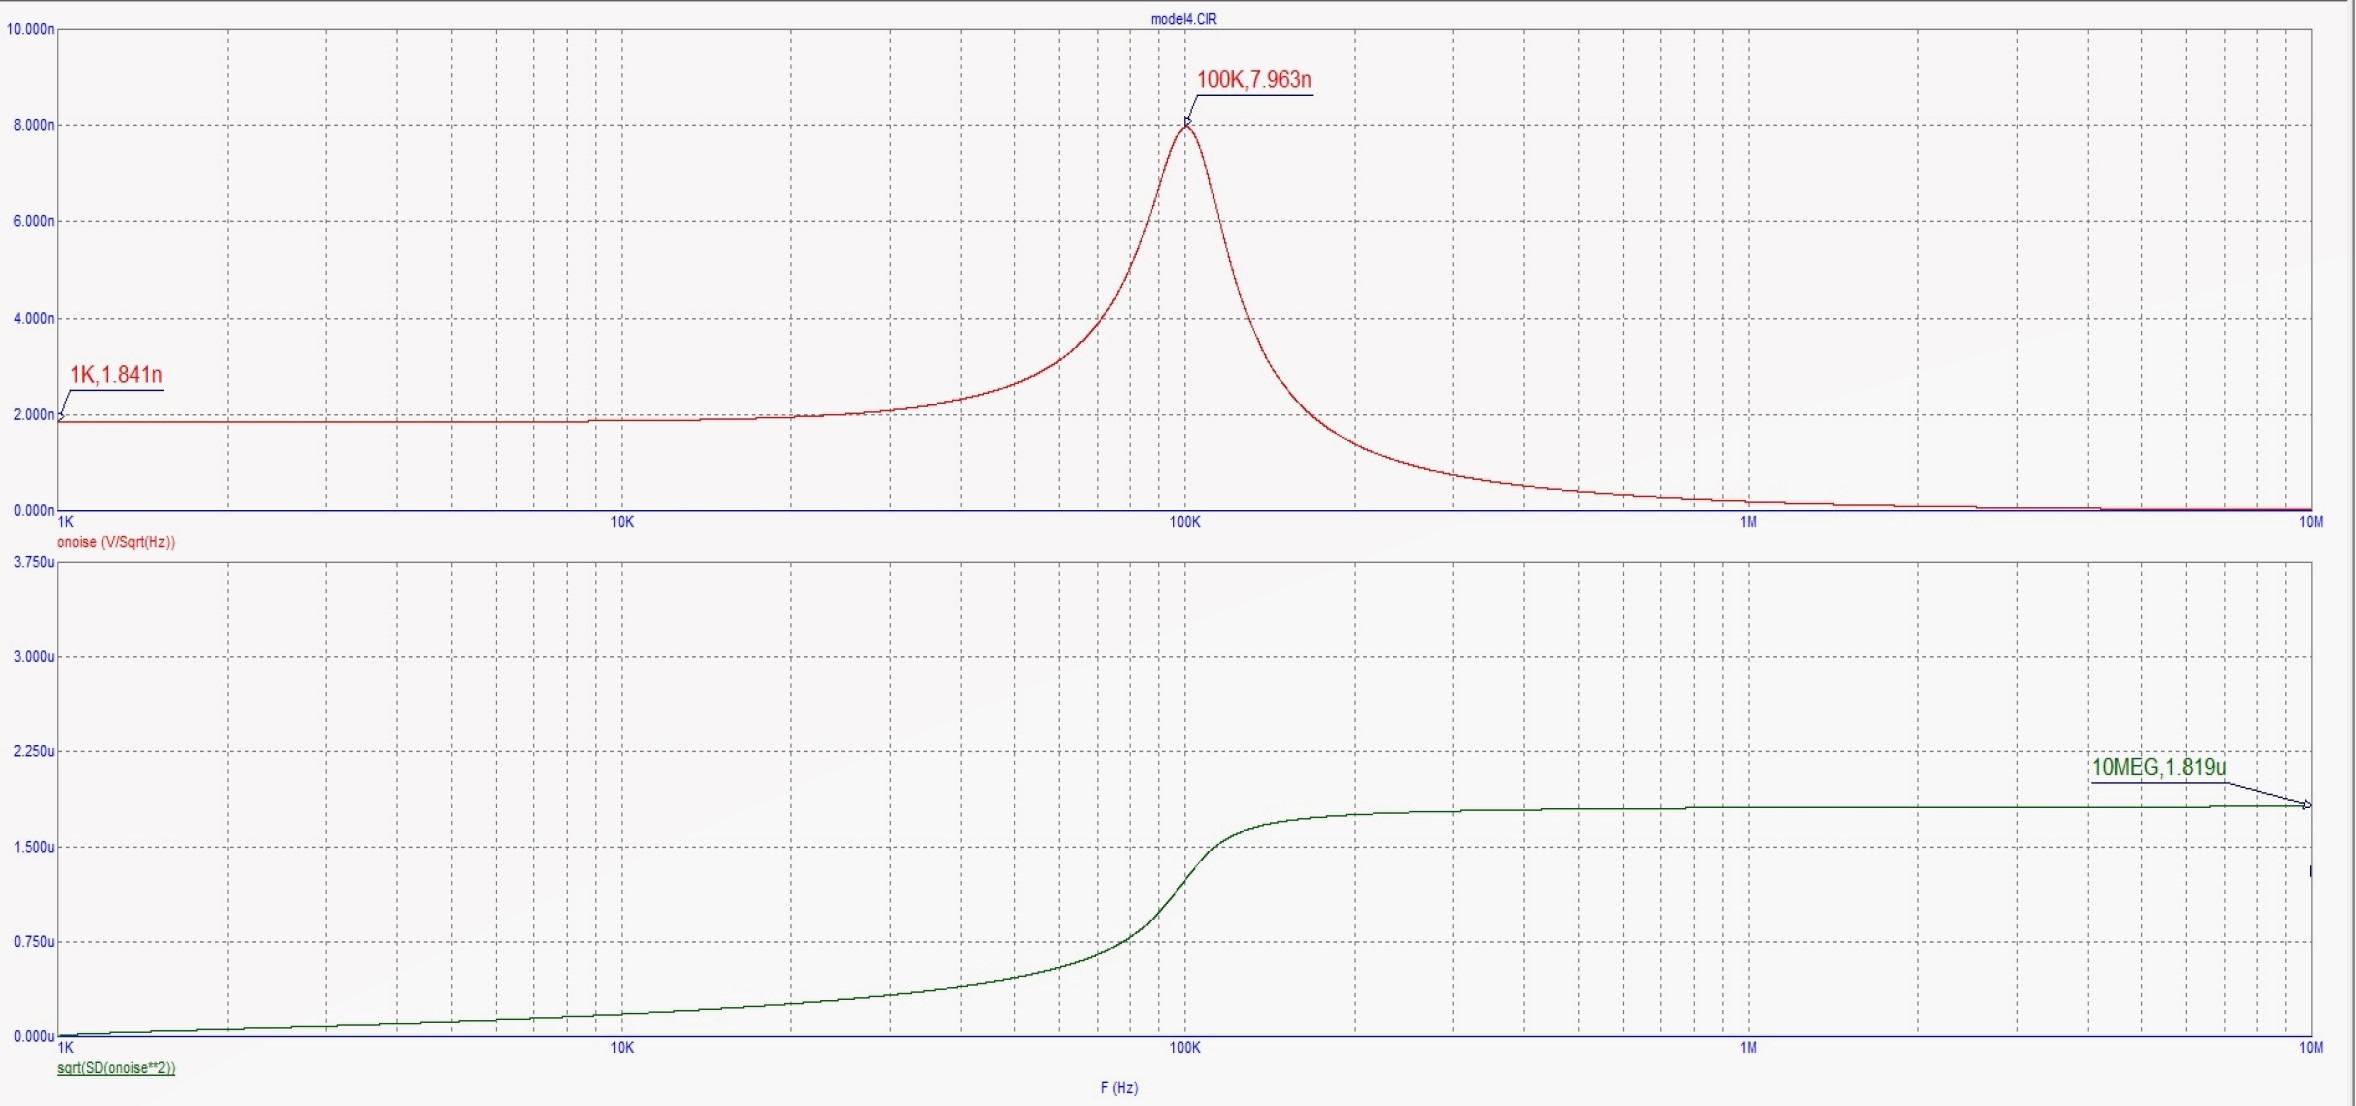 model4.CIR
10.000n
100K,7.963n
8.000n
6.000n
4.000n
1K,1.841n
2.000n
0.000n
1K 10K 100K 1M 10M
onoise (V/Sqrt(Hz))
3.750u
3.000u
2.250u
10MEG,1.819u
1.500u
0.750u
0.000u
1K 10K 100K 1M 10M
sqrt(SD(onoise**2))
F (Hz)